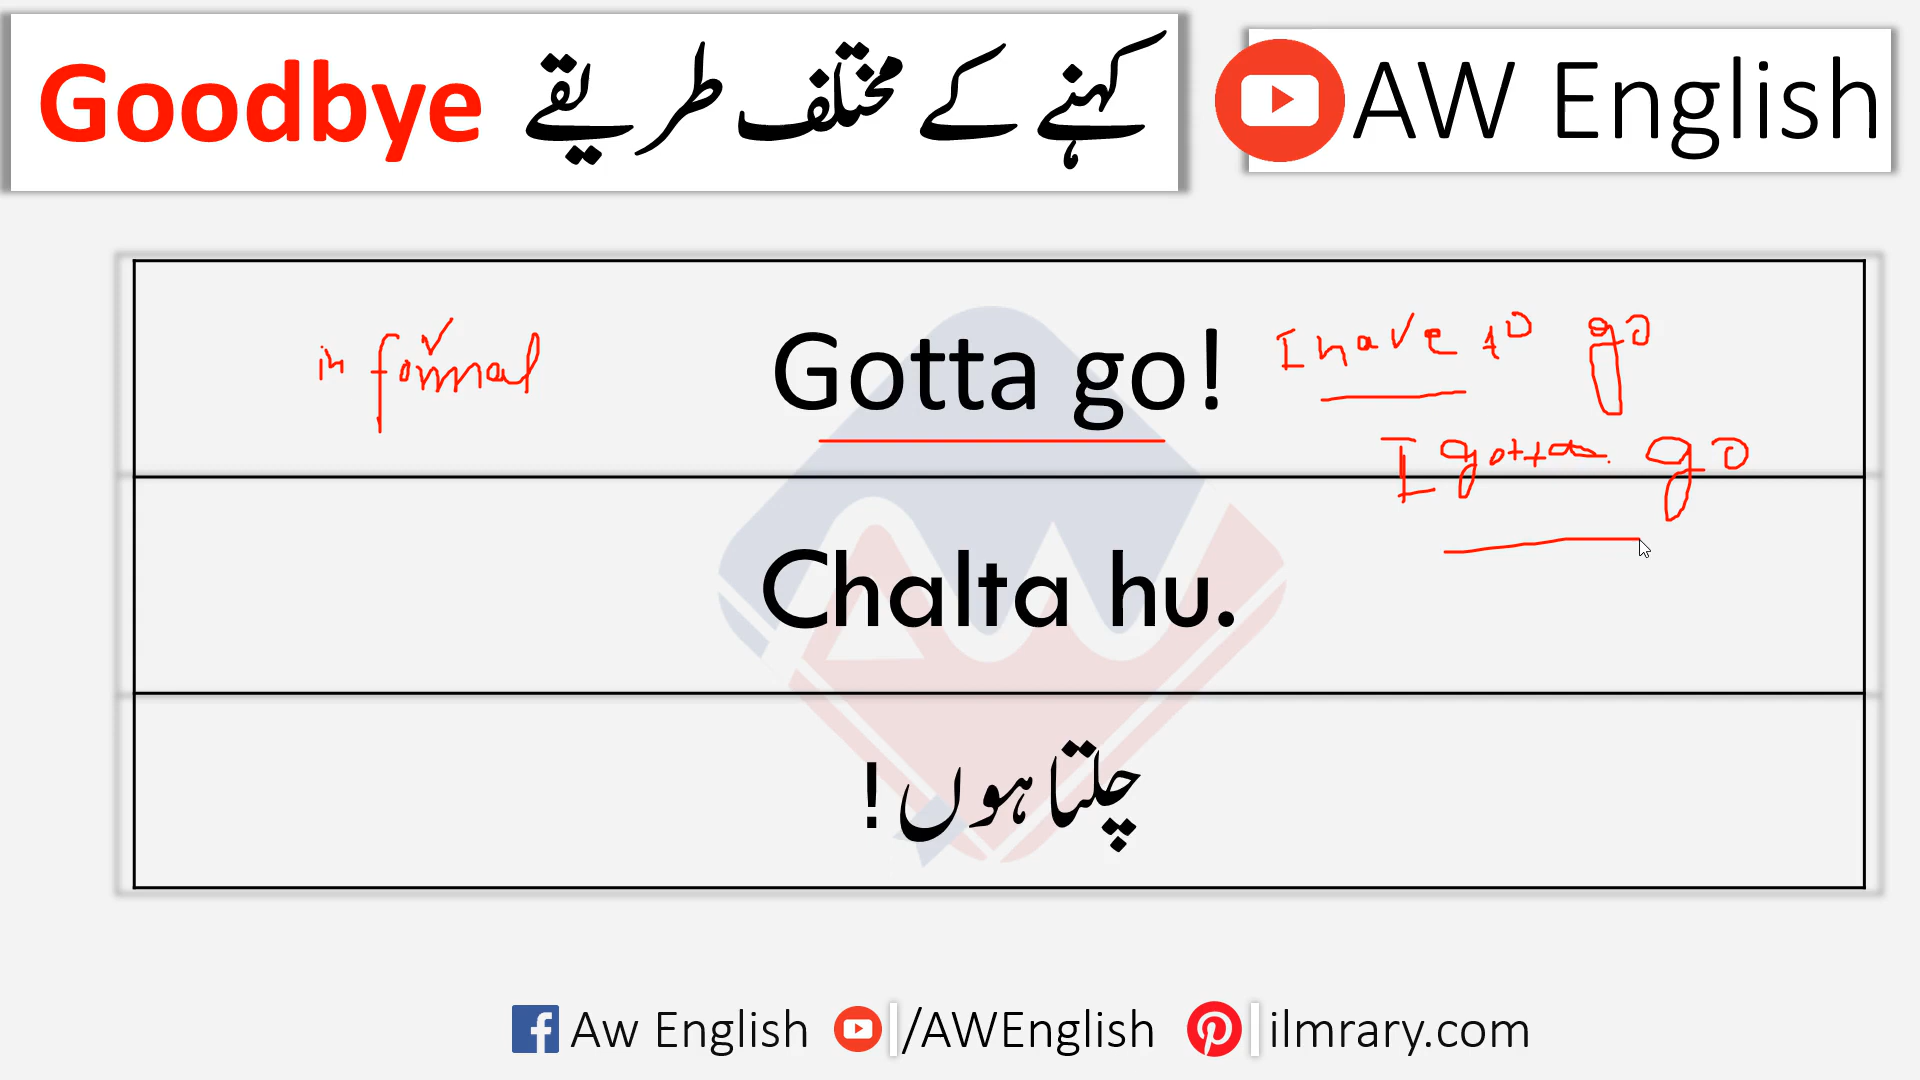 Goodbye کہنے کے مختلف طریقے
AW English
informal
Gotta go!
I have to go
I gotta go
Chalta hu.
چلتا ہوں!
Aw English
/AWEnglish
ilmrary.com